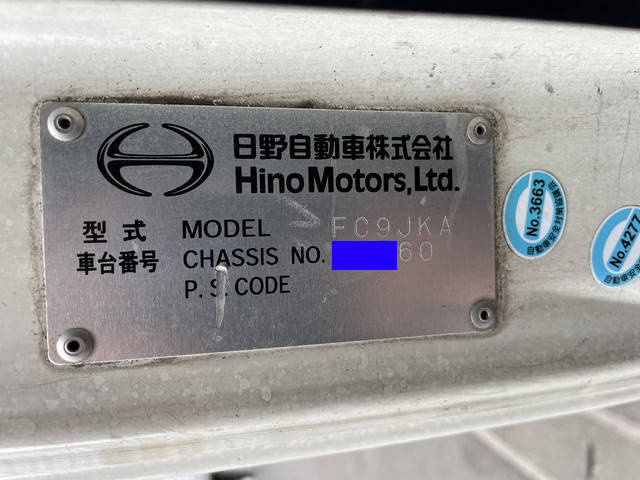 日野自動車株式会社
Hino Motors, Ltd.
型式 MODEL FC9JKA
車台番号 CHASSIS NO. 60
P. S. CODE
No.3663
No.4277